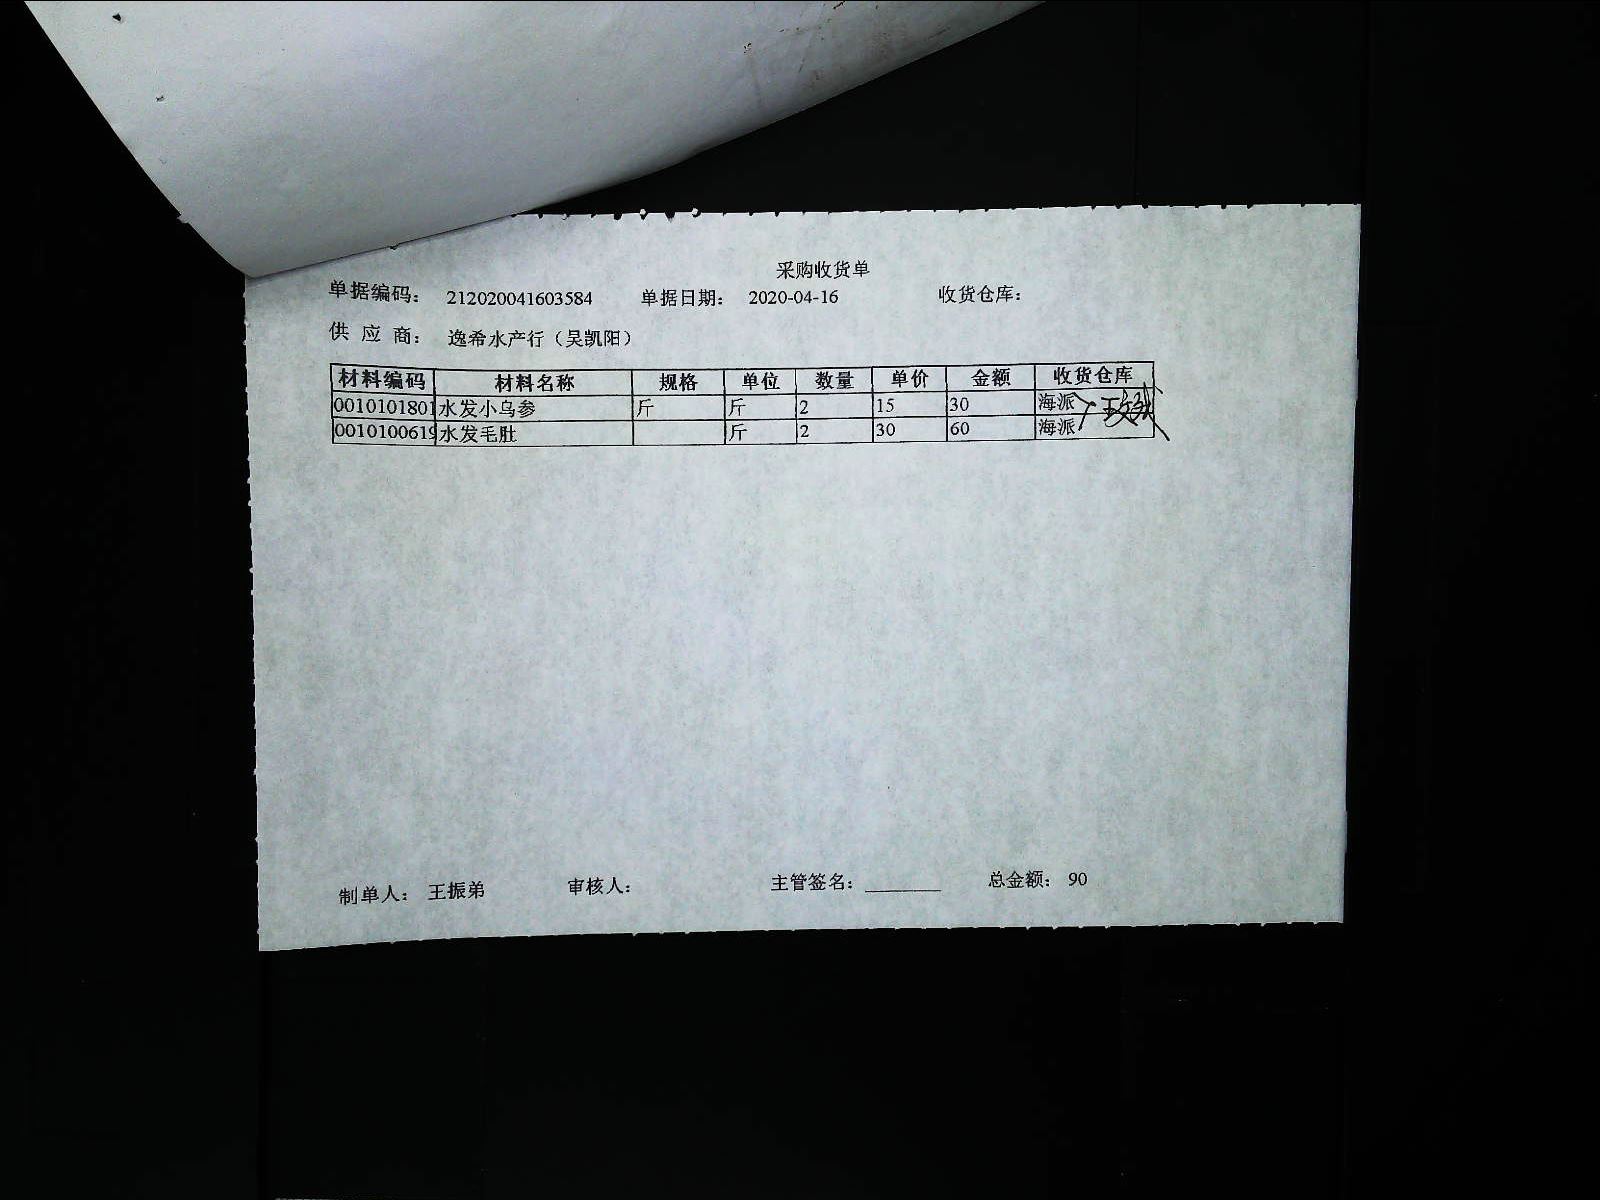 采购收货单
单据编码： 212020041603584 单据日期： 2020-04-16 收货仓库：
供 应 商： 逸希水产行（吴凯阳）
材料编码 材料名称 规格 单位 数量 单价 金额 收货仓库
0010101801 水发小乌参 斤 斤 2 15 30 海派
0010100619 水发毛肚 斤 2 30 60 海派
制单人： 王振弟 审核人： 主管签名： ________ 总金额： 90